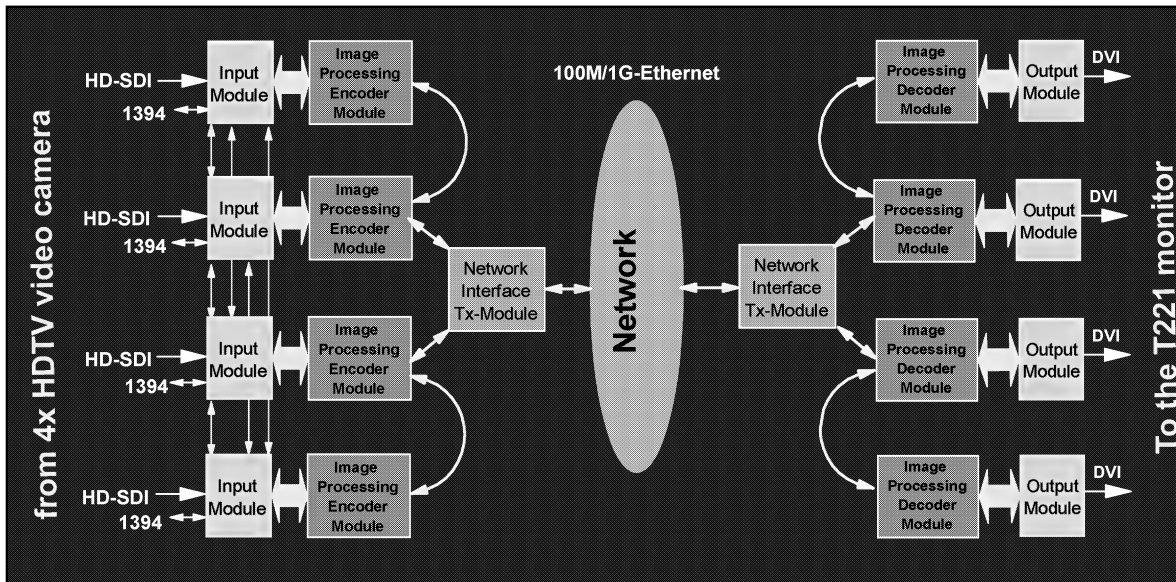 from 4x HDTV video camera
HD-SDI
1394
Input
Module
Image
Processing
Encoder
Module
HD-SDI
1394
Input
Module
Image
Processing
Encoder
Module
HD-SDI
1394
Input
Module
Image
Processing
Encoder
Module
HD-SDI
1394
Input
Module
Image
Processing
Encoder
Module
Network
Interface
Tx-Module
100M/1G-Ethernet
Network
Network
Interface
Tx-Module
Image
Processing
Decoder
Module
Output
Module
DVI
Image
Processing
Decoder
Module
Output
Module
DVI
Image
Processing
Decoder
Module
Output
Module
DVI
Image
Processing
Decoder
Module
Output
Module
DVI
To the T221 monitor